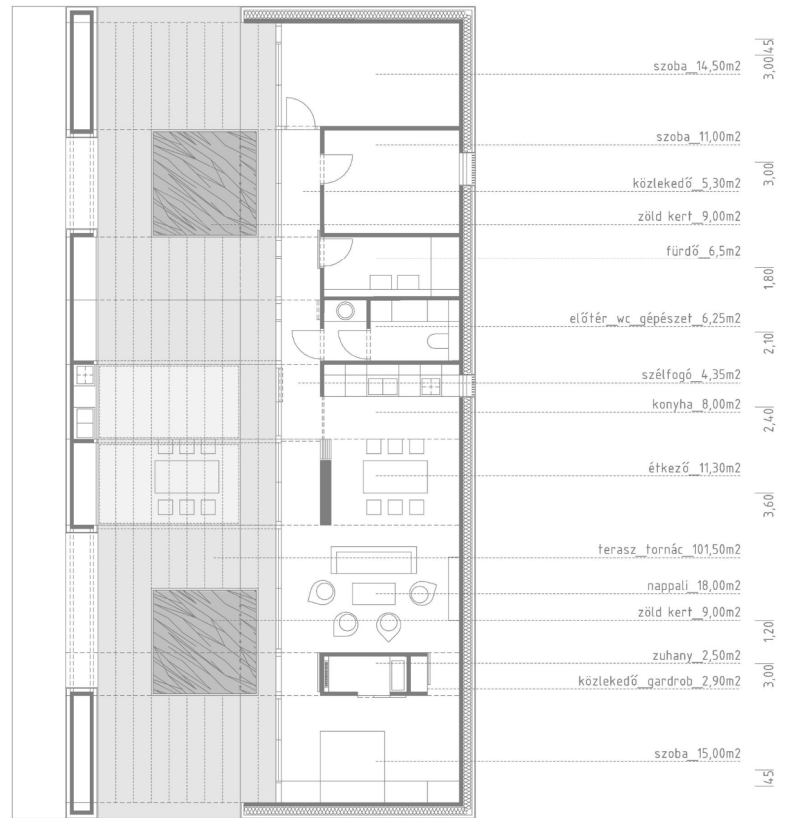 szoba_14,50m2
szoba_11,00m2
közlekedő_5,30m2
zöld kert_9,00m2
fürdő_6,5m2
előtér_wc_gépészet_6,25m2
szélfogó_4,35m2
konyha_8,00m2
étkező_11,30m2
terasz_tornác_101,50m2
nappali_18,00m2
zöld kert_9,00m2
zuhany_2,50m2
közlekedő_gardrob_2,90m2
szoba_15,00m2
45
3,00
3,00
1,80
2,10
2,40
3,60
1,20
3,00
45